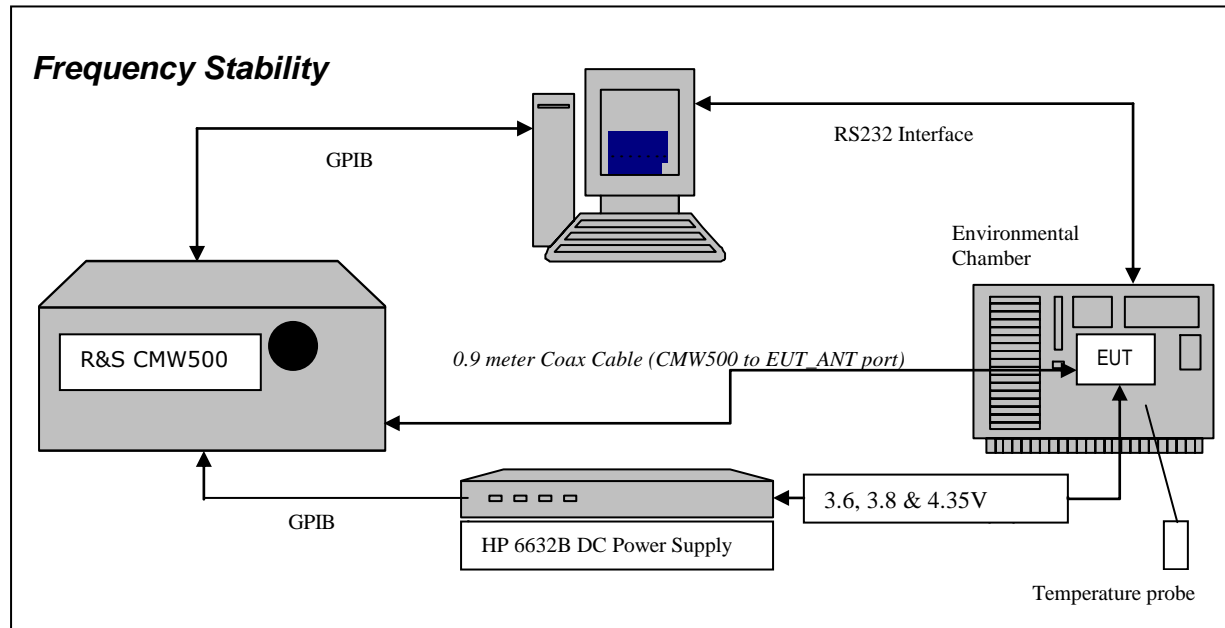 Frequency Stability
GPIB
RS232 Interface
Environmental
Chamber
R&S CMW500
0.9 meter Coax Cable (CMW500 to EUT_ANT port)
EUT
3.6, 3.8 & 4.35V
GPIB
HP 6632B DC Power Supply
Temperature probe